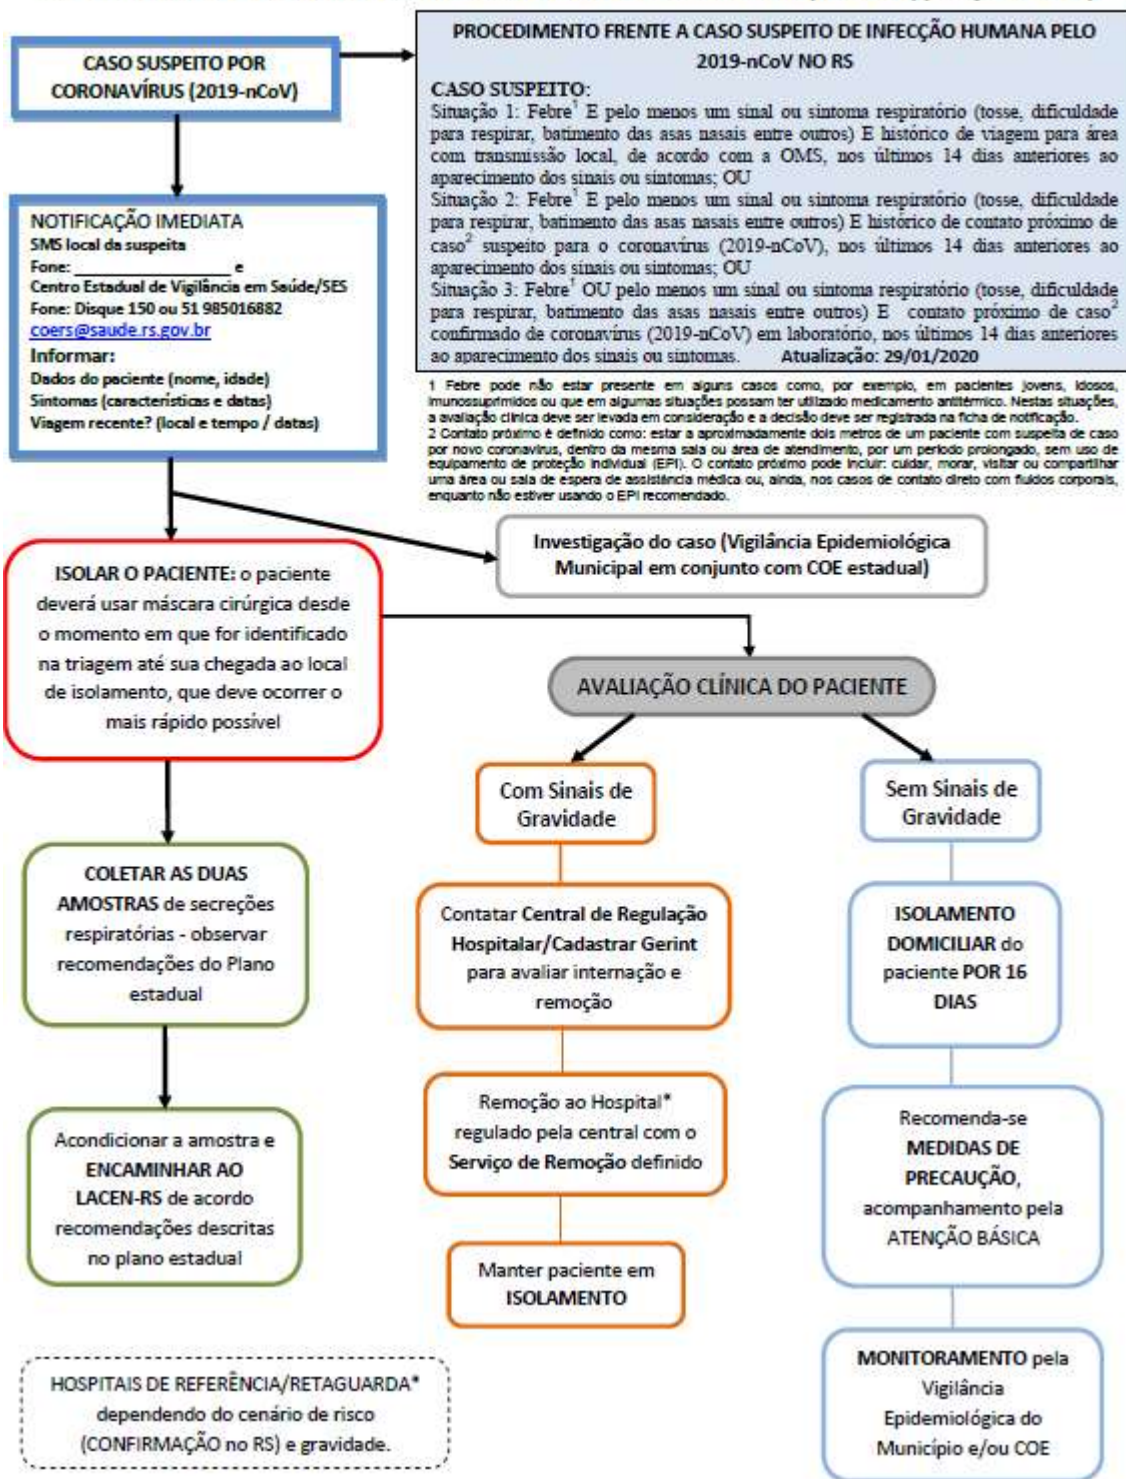 CASO SUSPEITO POR
CORONAVÍRUS (2019-nCoV)
PROCEDIMENTO FRENTE A CASO SUSPEITO DE INFECÇÃO HUMANA PELO
2019-nCoV NO RS
CASO SUSPEITO:
Situação 1: Febre¹ E pelo menos um sinal ou sintoma respiratório (tosse, dificuldade
para respirar, batimento das asas nasais entre outros) E histórico de viagem para área
com transmissão local, de acordo com a OMS, nos últimos 14 dias anteriores ao
aparecimento dos sinais ou sintomas; OU
Situação 2: Febre¹ E pelo menos um sinal ou sintoma respiratório (tosse, dificuldade
para respirar, batimento das asas nasais entre outros) E histórico de contato próximo de
caso² suspeito para o coronavírus (2019-nCoV), nos últimos 14 dias anteriores ao
aparecimento dos sinais ou sintomas; OU
Situação 3: Febre¹ OU pelo menos um sinal ou sintoma respiratório (tosse, dificuldade
para respirar, batimento das asas nasais entre outros) E contato próximo de caso²
confirmado de coronavírus (2019-nCoV) em laboratório, nos últimos 14 dias anteriores
ao aparecimento dos sinais ou sintomas. Atualização: 29/01/2020
1 Febre pode não estar presente em alguns casos como, por exemplo, em pacientes jovens, idosos,
imunossuprimidos ou que em algumas situações possam ter utilizado medicamento antitérmico. Nestas situações,
a avaliação clínica deve ser levada em consideração e a decisão deve ser registrada na ficha de notificação.
2 Contato próximo é definido como: estar a aproximadamente dois metros de um paciente com suspeita de caso
por novo coronavírus, dentro da mesma sala ou área de atendimento, por um período prolongado, sem uso de
equipamento de proteção individual (EPI). O contato próximo pode incluir: cuidar, morar, visitar ou compartilhar
uma área ou sala de espera de assistência médica ou, ainda, nos casos de contato direto com fluidos corporais,
enquanto não estiver usando o EPI recomendado.
NOTIFICAÇÃO IMEDIATA
SMS local da suspeita
Fone: ____________________ e
Centro Estadual de Vigilância em Saúde/SES
Fone: Disque 150 ou 51 985016882
coers@saude.rs.gov.br
Informar:
Dados do paciente (nome, idade)
Sintomas (características e datas)
Viagem recente? (local e tempo / datas)
Investigação do caso (Vigilância Epidemiológica
Municipal em conjunto com COE estadual)
ISOLAR O PACIENTE: o paciente
deverá usar máscara cirúrgica desde
o momento em que for identificado
na triagem até sua chegada ao local
de isolamento, que deve ocorrer o
mais rápido possível
AVALIAÇÃO CLÍNICA DO PACIENTE
COLETAR AS DUAS
AMOSTRAS de secreções
respiratórias - observar
recomendações do Plano
estadual
Acondicionar a amostra e
ENCAMINHAR AO
LACEN-RS de acordo
recomendações descritas
no plano estadual
Com Sinais de
Gravidade
Contatar Central de Regulação
Hospitalar/Cadastrar Gerint
para avaliar internação e
remoção
Remoção ao Hospital*
regulado pela central com o
Serviço de Remoção definido
Manter paciente em
ISOLAMENTO
Sem Sinais de
Gravidade
ISOLAMENTO
DOMICILIAR do
paciente POR 16
DIAS
Recomenda-se
MEDIDAS DE
PRECAUÇÃO,
acompanhamento pela
ATENÇÃO BÁSICA
MONITORAMENTO pela
Vigilância
Epidemiológica do
Município e/ou COE
HOSPITAIS DE REFERÊNCIA/RETAGUARDA*
dependendo do cenário de risco
(CONFIRMAÇÃO no RS) e gravidade.